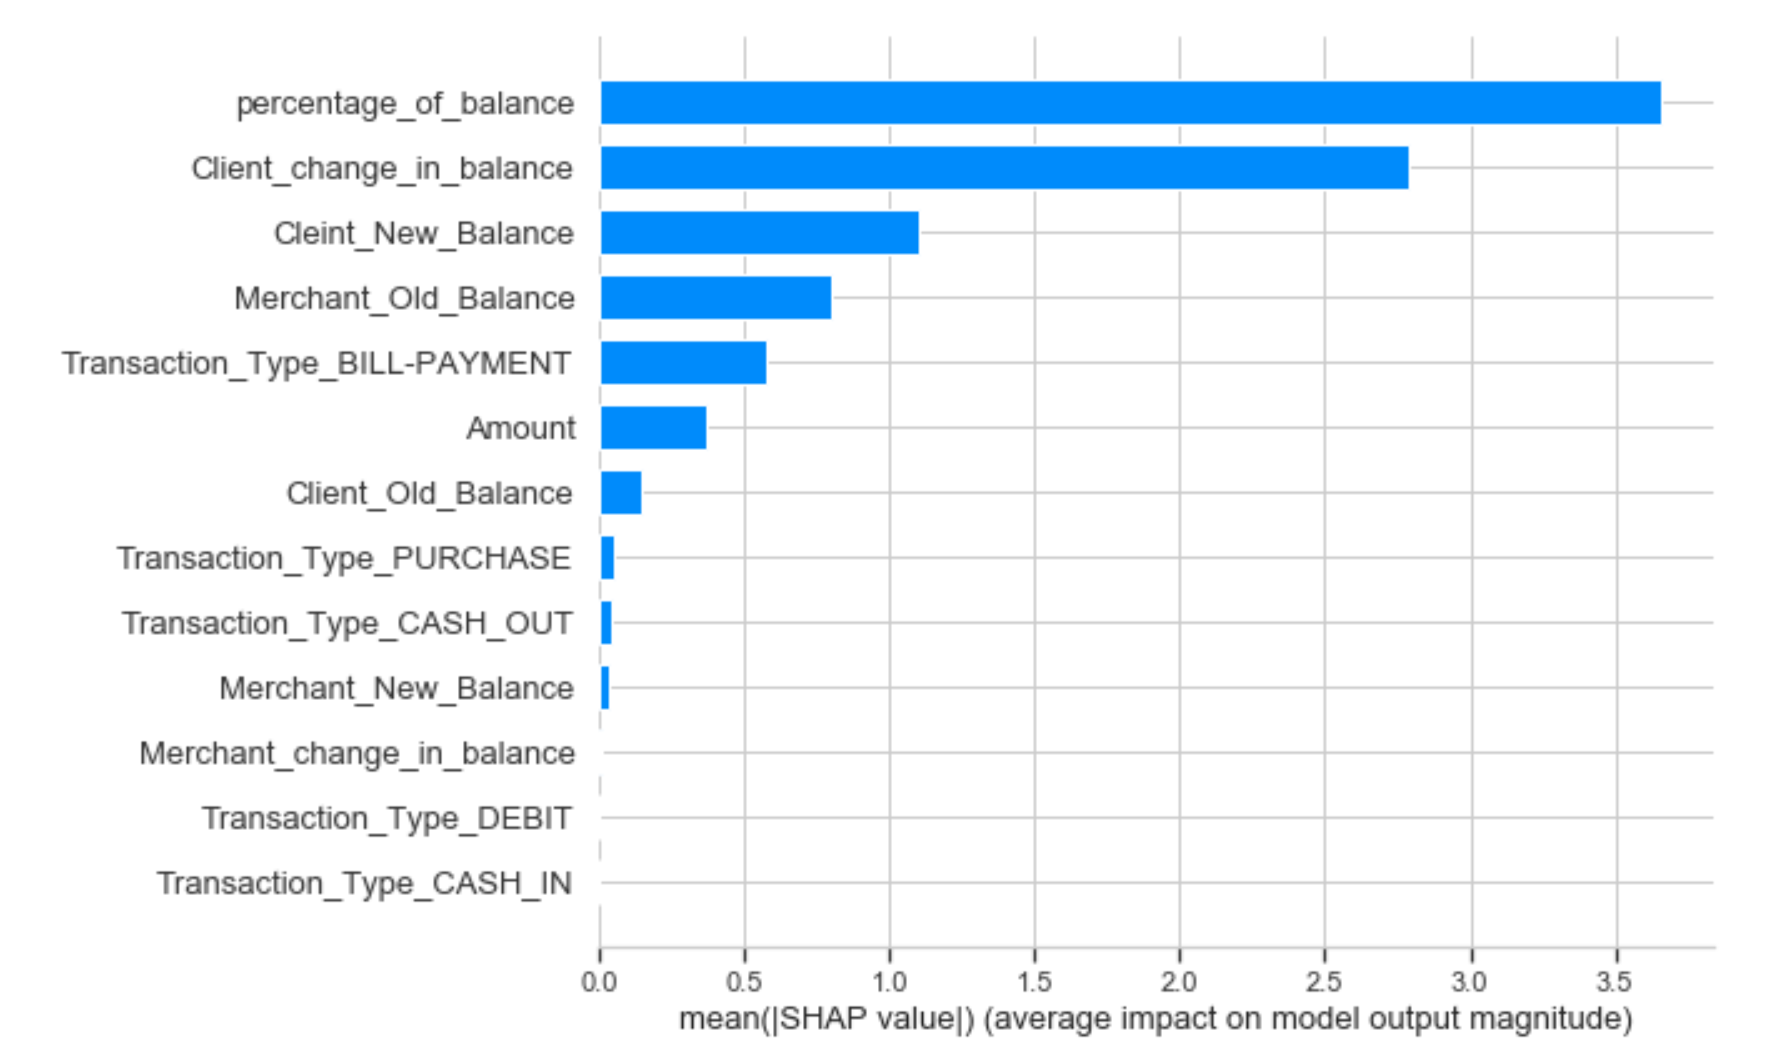 percentage_of_balance
Client_change_in_balance
Cleint_New_Balance
Merchant_Old_Balance
Transaction_Type_BILL-PAYMENT
Amount
Client_Old_Balance
Transaction_Type_PURCHASE
Transaction_Type_CASH_OUT
Merchant_New_Balance
Merchant_change_in_balance
Transaction_Type_DEBIT
Transaction_Type_CASH_IN
0.0 0.5 1.0 1.5 2.0 2.5 3.0 3.5
mean(|SHAP value|) (average impact on model output magnitude)